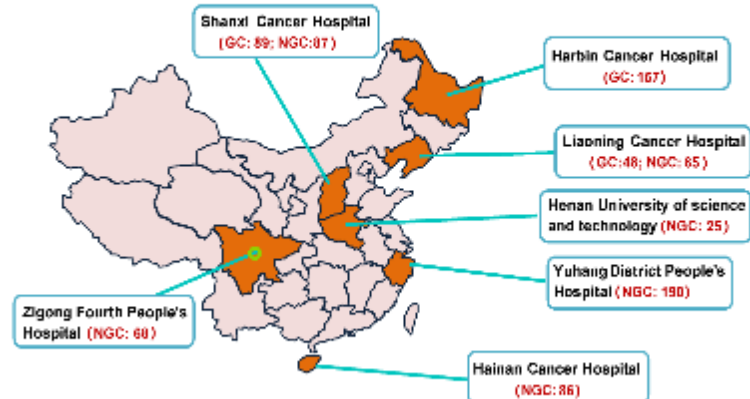 Shanxi Cancer Hospital
(GC: 89; NGC:87)
Harbin Cancer Hospital
(GC: 167)
Liaoning Cancer Hospital
(GC:48; NGC: 65)
Henan University of science
and technology (NGC: 25)
Yuhang District People's
Hospital (NGC: 190)
Zigong Fourth People's
Hospital (NGC: 68)
Hainan Cancer Hospital
(NGC: 86)